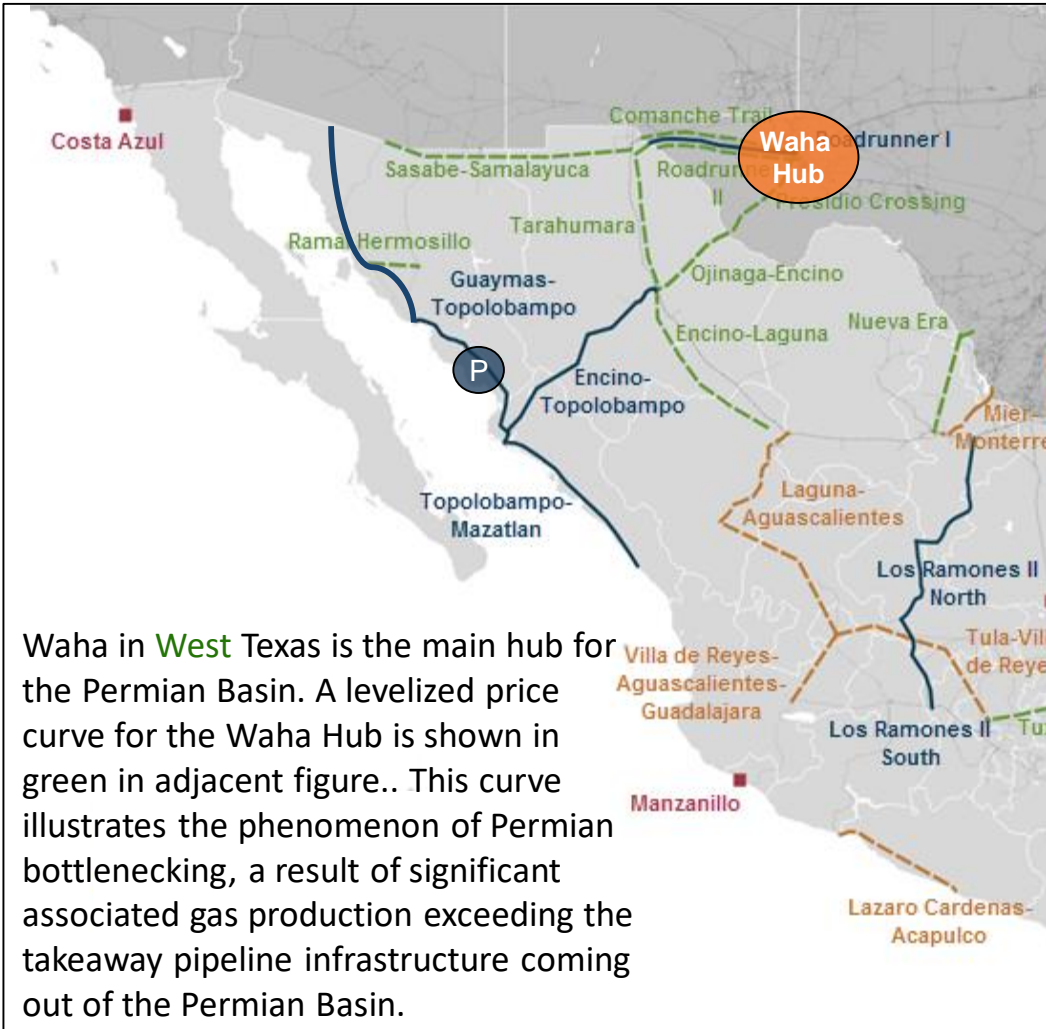 Costa Azul
Comanche Trail
Waha
Hub
Roadrunner I
Sasabe-Samalayuca
Roadrunner
II
Presidio Crossing
Tarahumara
Ramal Hermosillo
Ojinaga-Encino
Guaymas-
Topolobampo
Encino-Laguna
Nueva Era
P
Encino-
Topolobampo
Mier-
Monterre
Topolobampo-
Mazatlan
Laguna-
Aguascalientes
Los Ramones II
North
Waha in West Texas is the main hub for
the Permian Basin. A levelized price
curve for the Waha Hub is shown in
green in adjacent figure.. This curve
illustrates the phenomenon of Permian
bottlenecking, a result of significant
associated gas production exceeding the
takeaway pipeline infrastructure coming
out of the Permian Basin.
Villa de Reyes-
Aguascalientes-
Guadalajara
Tula-Vill
de Reye
Los Ramones II
South
Tu
Manzanillo
Lazaro Cardenas-
Acapulco